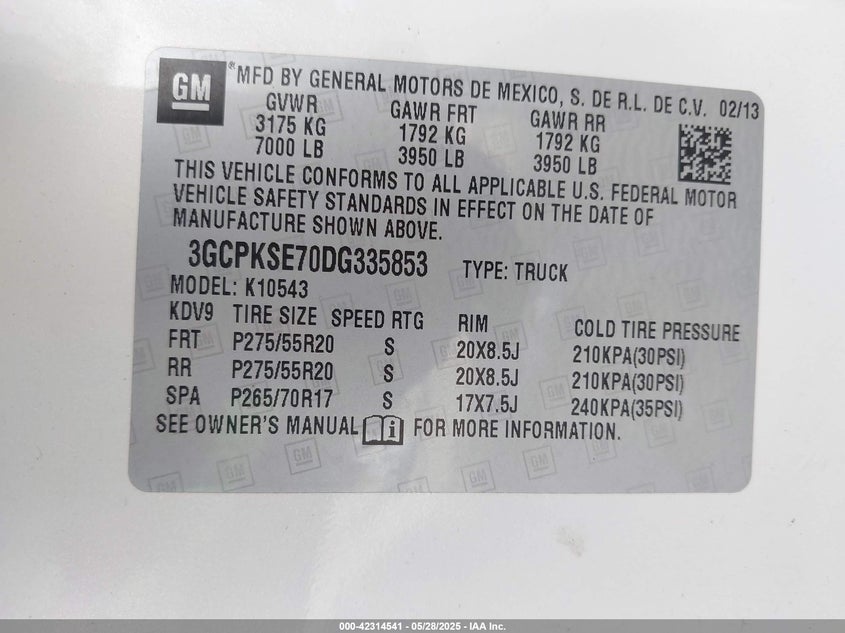 GM
*MFD BY GENERAL MOTORS DE MEXICO, S. DE R.L. DE C.V. 02/13
GVWR GAWR FRT GAWR RR
3175 KG 1792 KG 1792 KG
7000 LB 3950 LB 3950 LB
THIS VEHICLE CONFORMS TO ALL APPLICABLE U.S. FEDERAL MOTOR
VEHICLE SAFETY STANDARDS IN EFFECT ON THE DATE OF
MANUFACTURE SHOWN ABOVE.
3GCPKSE70DG335853 TYPE: TRUCK
MODEL: K10543
KDV9 TIRE SIZE SPEED RTG RIM COLD TIRE PRESSURE
FRT P275/55R20 S 20X8.5J 210KPA(30PSI)
RR P275/55R20 S 20X8.5J 210KPA(30PSI)
SPA P265/70R17 S 17X7.5J 240KPA(35PSI)
SEE OWNER'S MANUAL i FOR MORE INFORMATION.
000-42314541 - 05/28/2025 - IAA Inc.